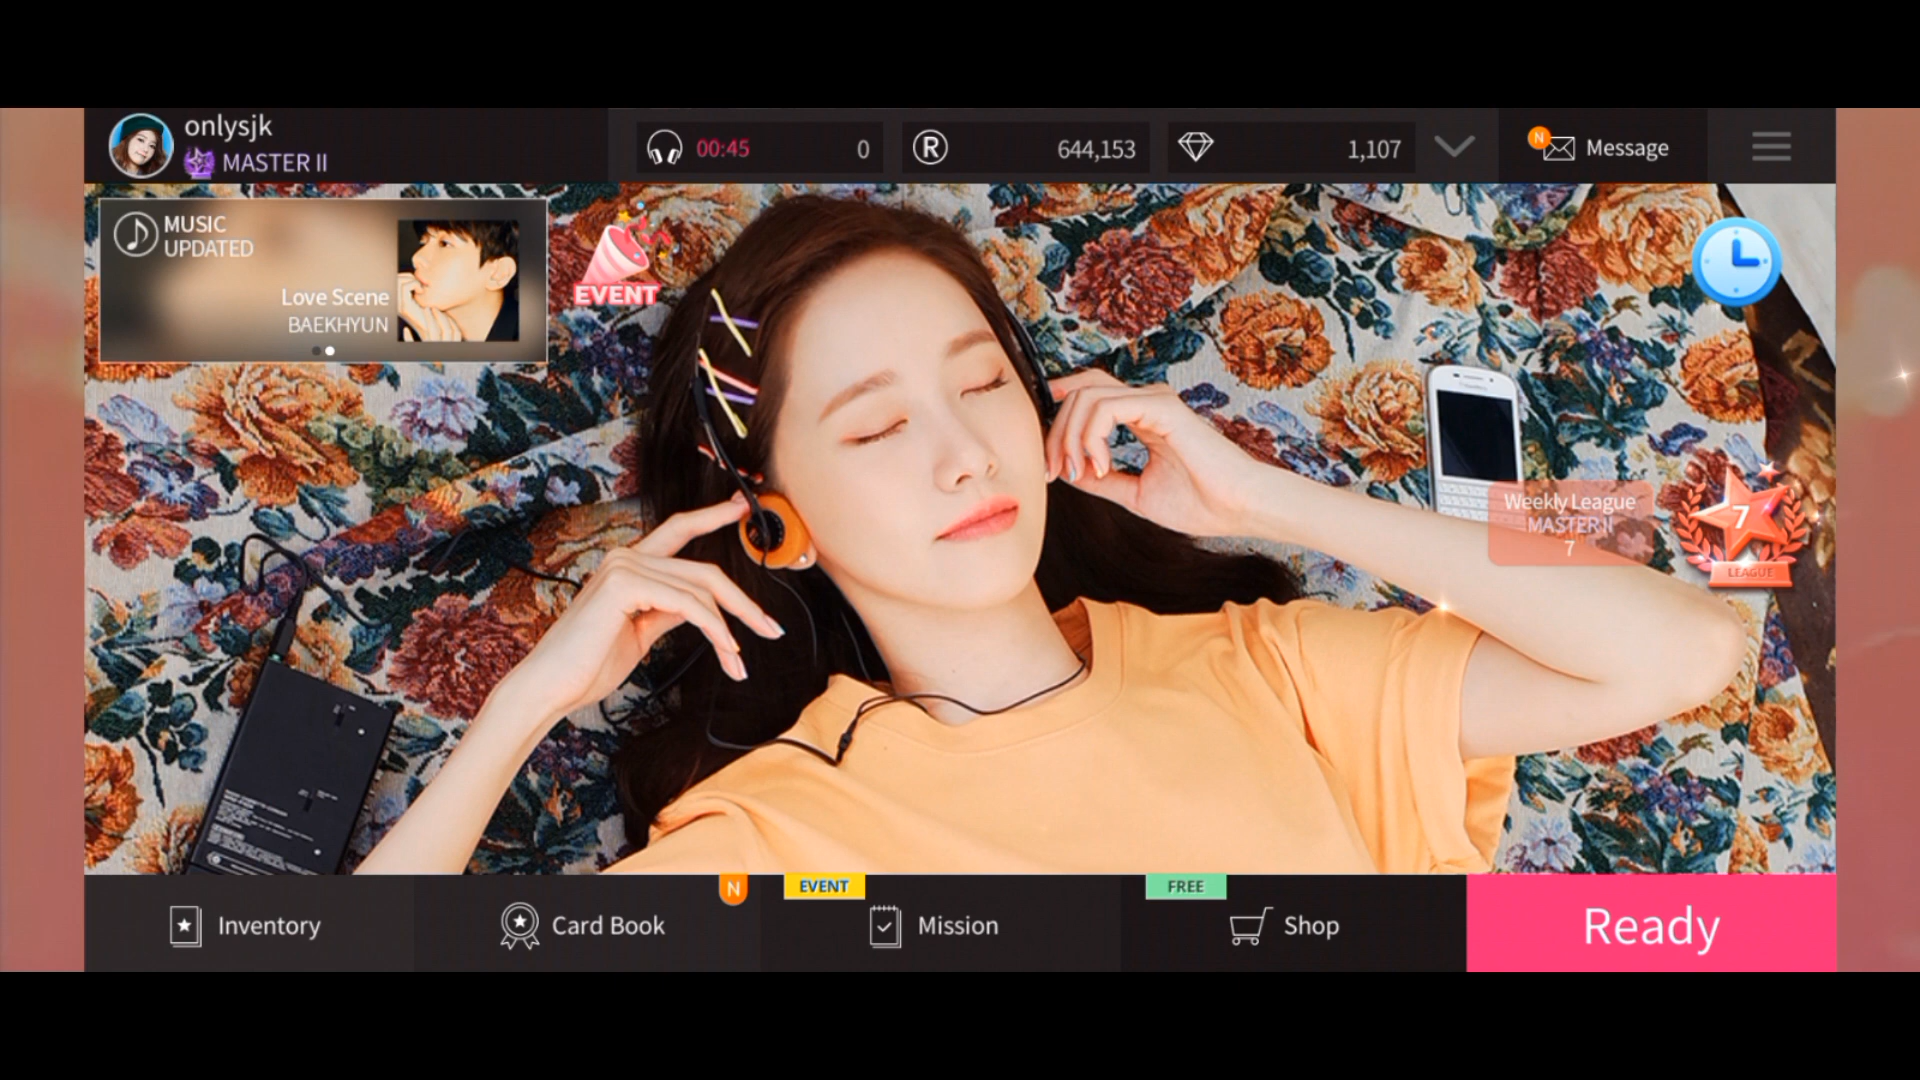 onlysjk
MASTER II
00:45
0
R
644,153
1,107
N
Message
MUSIC
UPDATED
Love Scene
BAEKHYUN
EVENT
Weekly League
MASTER II
7
7
LEAGUE
N
EVENT
FREE
Inventory
Card Book
Mission
Shop
Ready